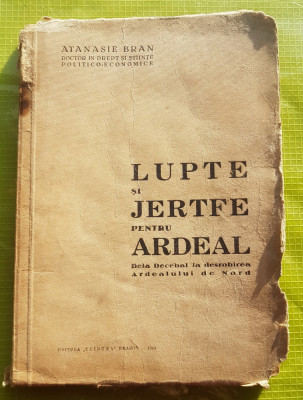 ATANASIE BRAN
DOCTOR IN DREPT ȘI ȘTIINȚE
POLITICO-ECONOMICE
LUPTE
ȘI
JERTFE
PENTRU
ARDEAL
Dela Decebal la desrobirea
Ardealului de Nord
EDITURA